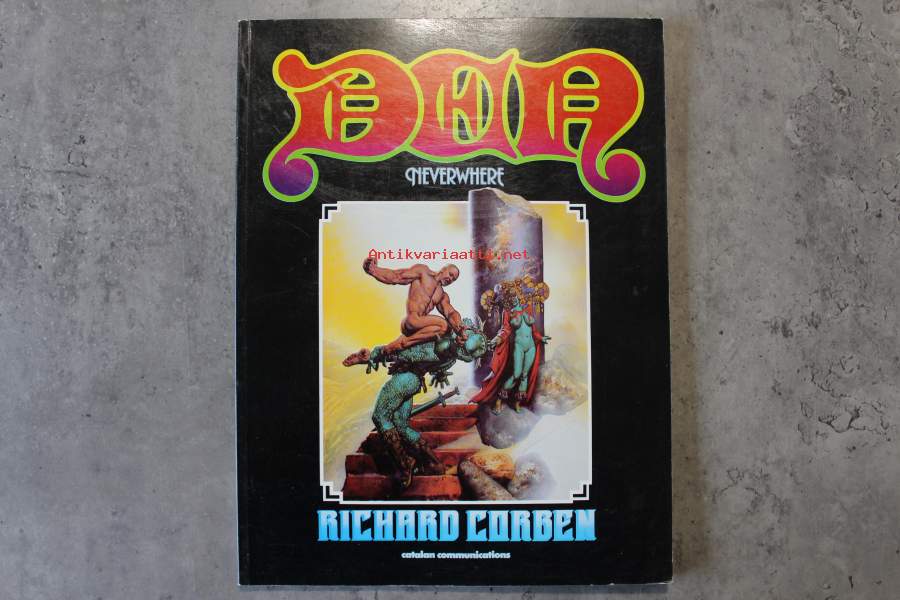 DEN
NEVERWHERE
Antikvariaatti.net
RICHARD CORBEN
catalan communications